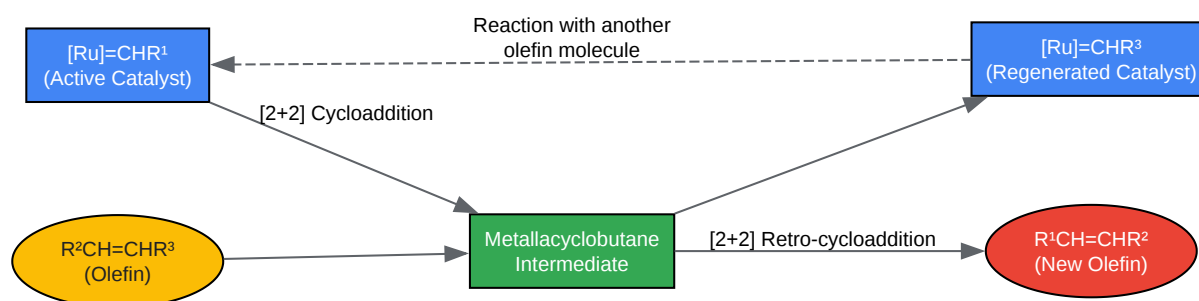 Reaction with another
olefin molecule
[Ru]=CHR¹
(Active Catalyst)
[Ru]=CHR³
(Regenerated Catalyst)
[2+2] Cycloaddition
R²CH=CHR³
(Olefin)
Metallacyclobutane
Intermediate
[2+2] Retro-cycloaddition
R¹CH=CHR²
(New Olefin)